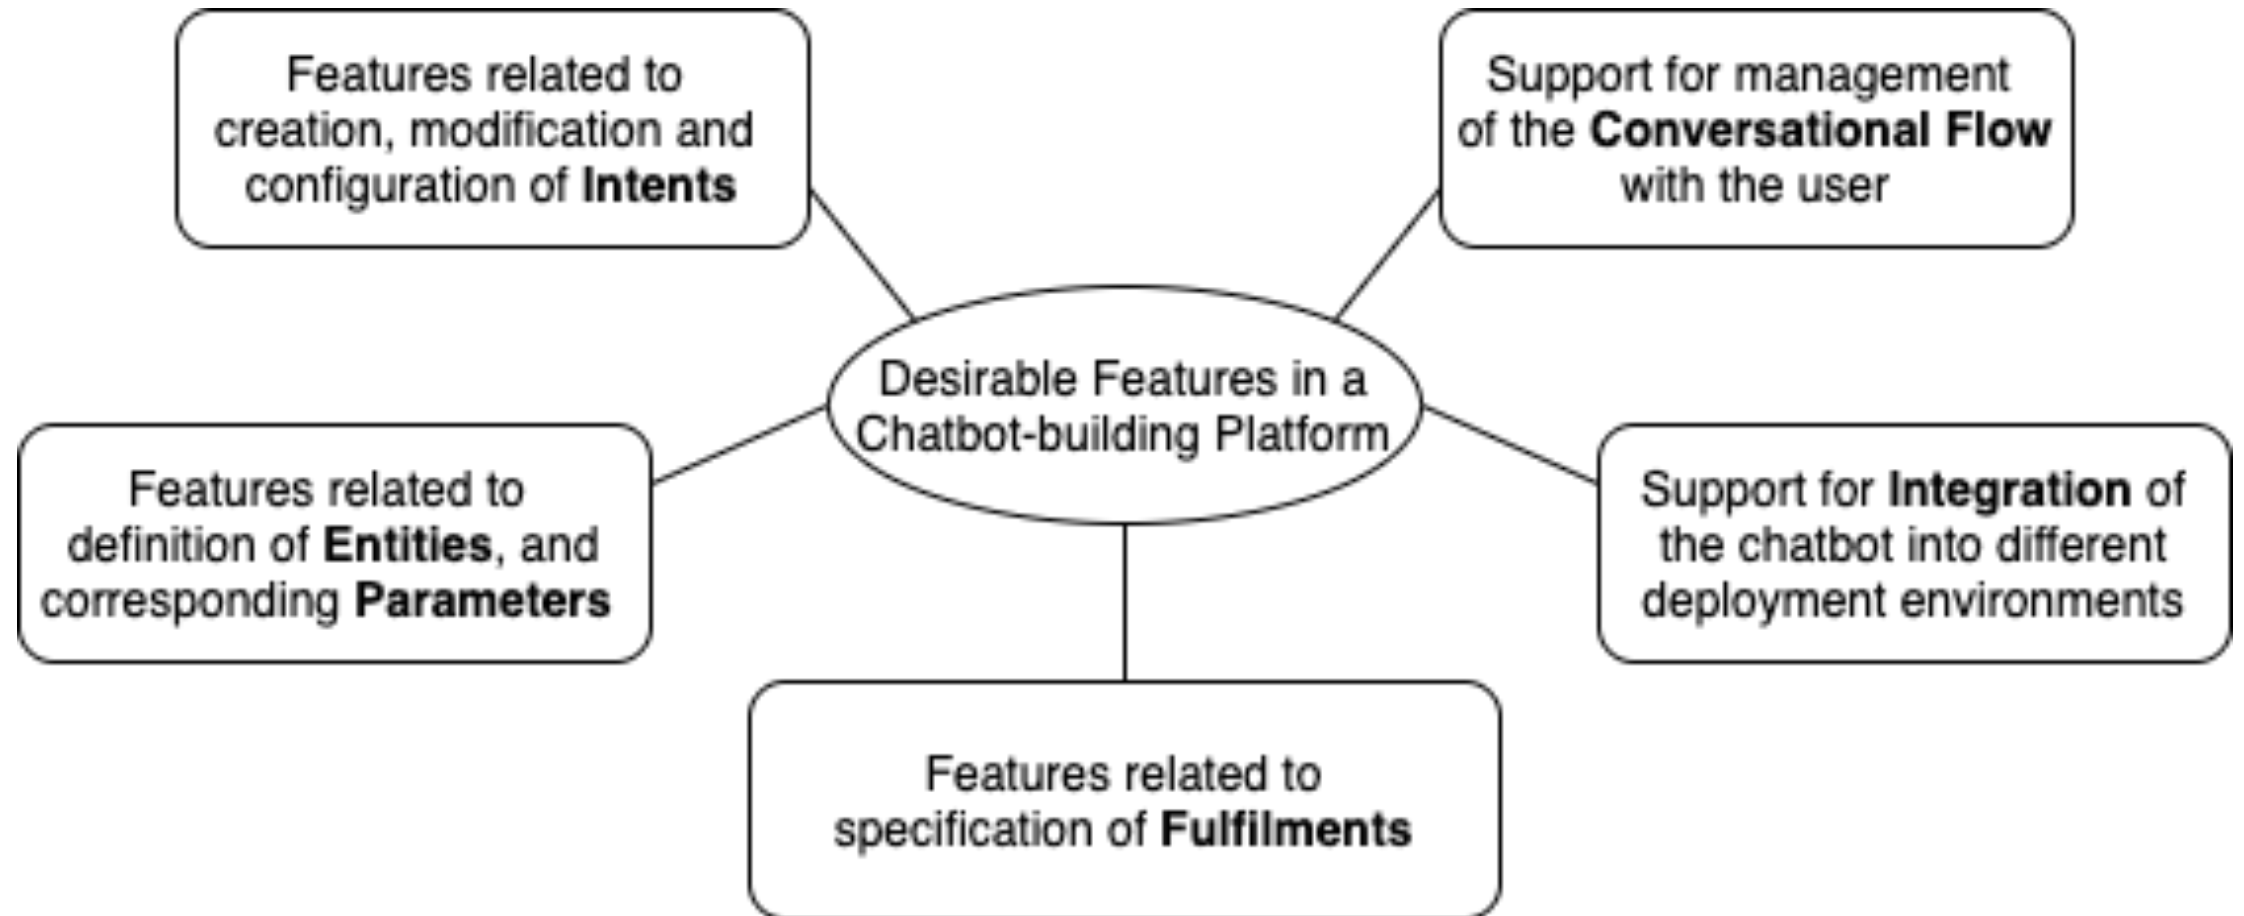 Features related to
creation, modification and
configuration of Intents
Support for management
of the Conversational Flow
with the user
Desirable Features in a
Chatbot-building Platform
Features related to
definition of Entities, and
corresponding Parameters
Support for Integration of
the chatbot into different
deployment environments
Features related to
specification of Fulfilments